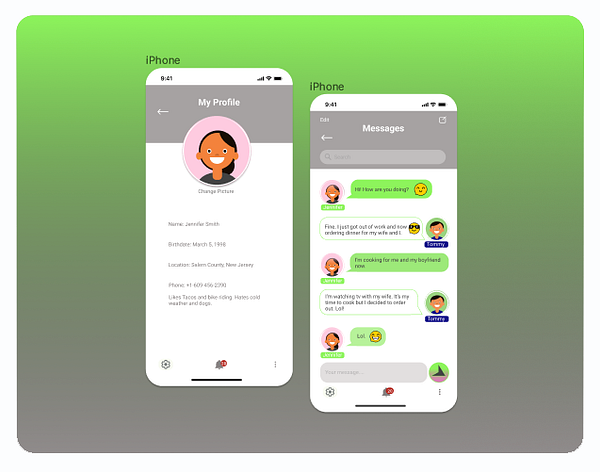 iPhone
9:41
My Profile
Change Picture
Name: Jennifer Smith
Birthdate: March 5, 1998
Location: Salem County, New Jersey
Phone: +1 609 456 2390
Likes Tacos and bike riding. Hates cold
weather and dogs.
iPhone
9:41
Edit
Messages
Search
Hi! How are you doing?
Jennifer
Fine. I just got out of work and now
ordering dinner for my wife and I.
Tommy
I'm cooking for me and my boyfriend
now
Jennifer
I'm watching tv with my wife. It's my
time to cook but I decided to order
out. Lol!
Tommy
Lol.
Jennifer
Your message...